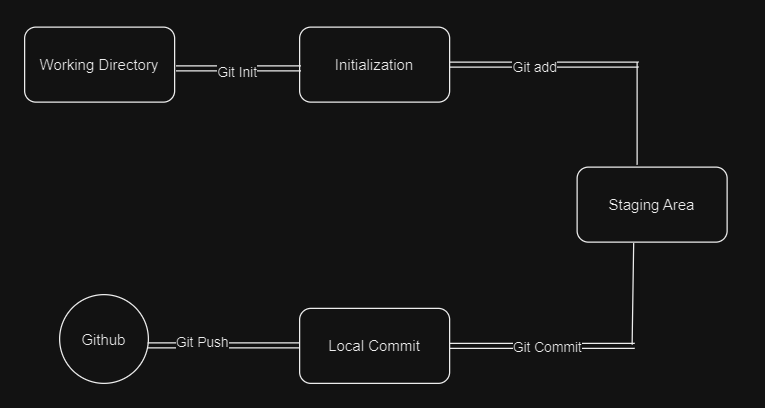 Working Directory
Git Init
Initialization
Git add
Staging Area
Github
Git Push
Local Commit
Git Commit